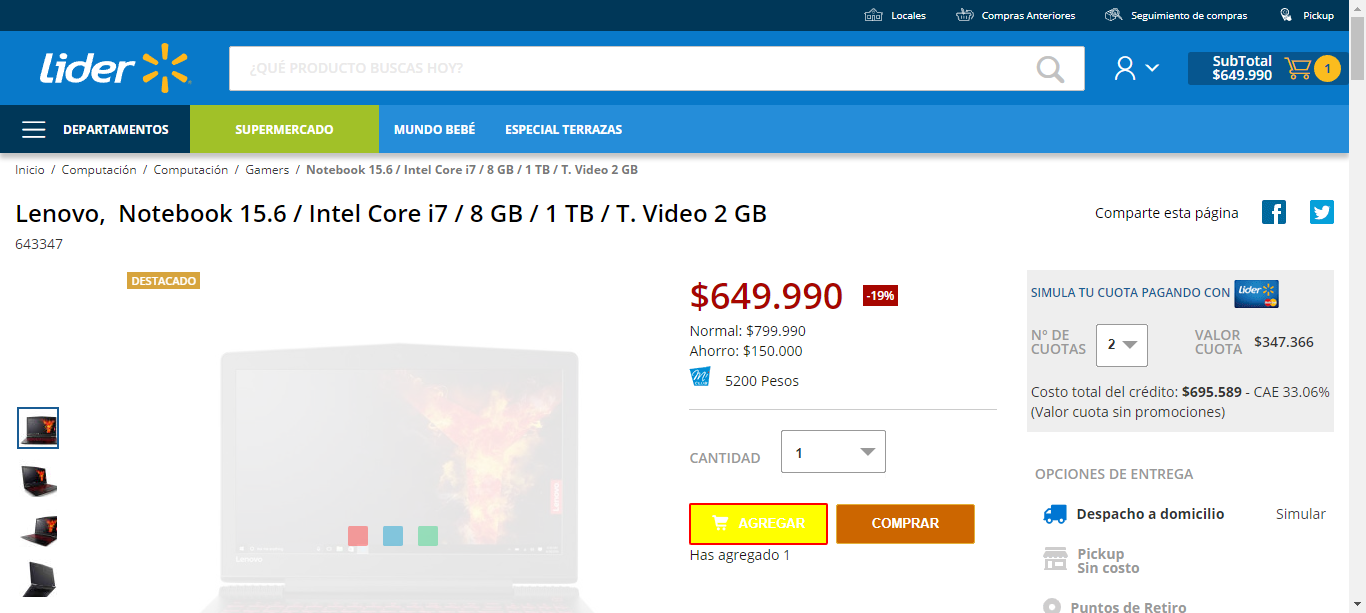 Locales
Compras Anteriores
Seguimiento de compras
Pickup
Lider
¿QUÉ PRODUCTO BUSCAS HOY?
SubTotal
$649.990
1
DEPARTAMENTOS
SUPERMERCADO
MUNDO BEBÉ
ESPECIAL TERRAZAS
Inicio / Computación / Computación / Gamers / Notebook 15.6 / Intel Core i7 / 8 GB / 1 TB / T. Video 2 GB
Lenovo, Notebook 15.6 / Intel Core i7 / 8 GB / 1 TB / T. Video 2 GB
643347
Comparte esta página
DESTACADO
Lenovo
Lenovo
$649.990
-19%
Normal: $799.990
Ahorro: $150.000
Mi CLUB
5200 Pesos
CANTIDAD
1
AGREGAR
COMPRAR
Has agregado 1
SIMULA TU CUOTA PAGANDO CON
Lider
N° DE CUOTAS
2
VALOR CUOTA
$347.366
Costo total del crédito: $695.589 - CAE 33.06%
(Valor cuota sin promociones)
OPCIONES DE ENTREGA
Despacho a domicilio
Simular
Pickup
Sin costo
Puntos de Retiro